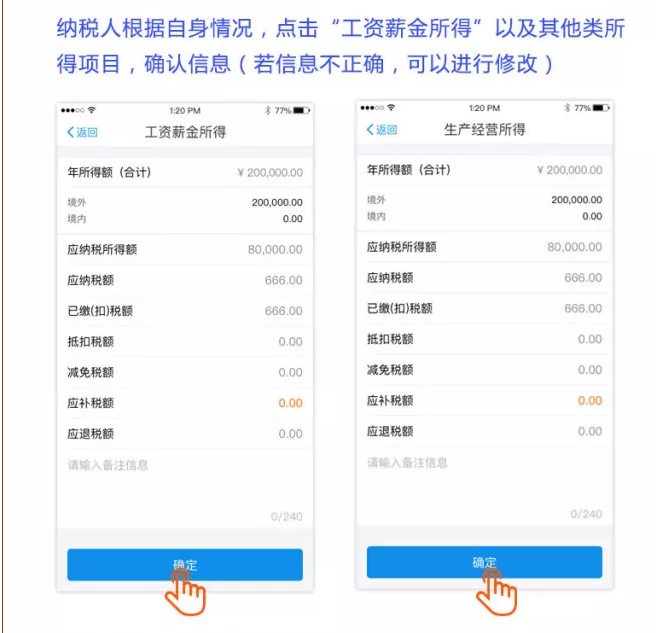 纳税人根据自身情况，点击“工资薪金所得”以及其他类所
得项目，确认信息（若信息不正确，可以进行修改）
1:20 PM
77%
返回
工资薪金所得
年所得额（合计）
¥ 200,000.00
境外
200,000.00
境内
0.00
应纳税所得额
80,000.00
应纳税额
666.00
已缴(扣)税额
666.00
抵扣税额
0.00
减免税额
0.00
应补税额
0.00
应退税额
0.00
请输入备注信息
0/240
确定
1:20 PM
77%
返回
生产经营所得
年所得额（合计）
¥ 200,000.00
境外
200,000.00
境内
0.00
应纳税所得额
80,000.00
应纳税额
666.00
已缴(扣)税额
666.00
抵扣税额
0.00
减免税额
0.00
应补税额
0.00
应退税额
0.00
请输入备注信息
0/240
确定